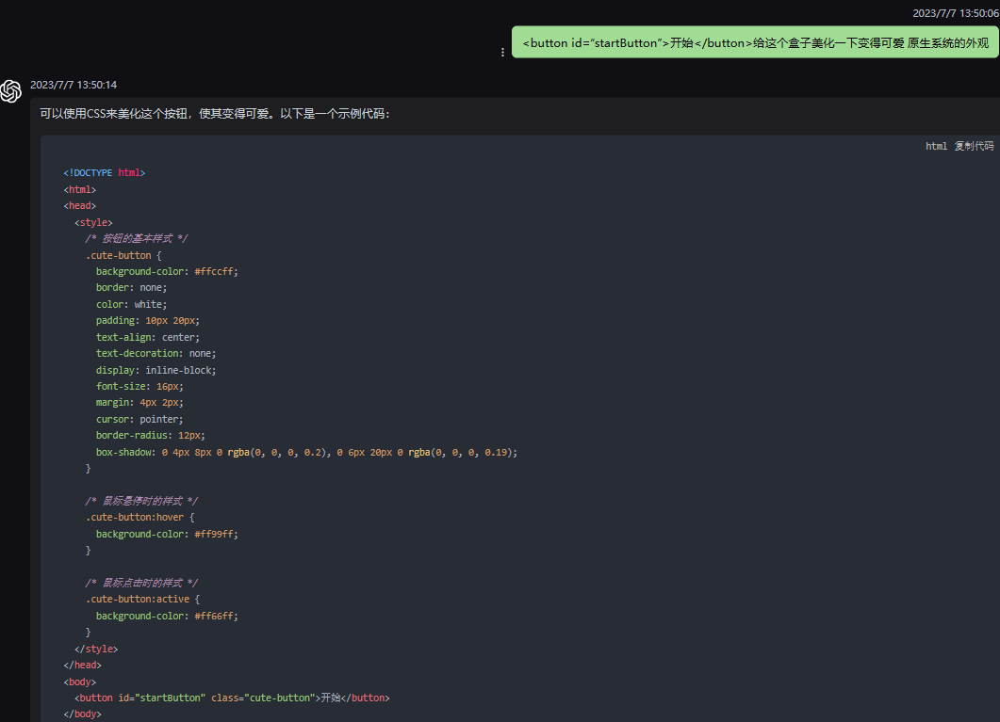 2023/7/7 13:50:06
<button id="startButton">开始</button>给这个盒子美化一下变得可爱 原生系统的外观
2023/7/7 13:50:14
可以使用CSS来美化这个按钮，使其变得可爱。以下是一个示例代码：
html 复制代码
<!DOCTYPE html>
<html>
<head>
  <style>
    /* 按钮的基本样式 */
    .cute-button {
      background-color: #ffccff;
      border: none;
      color: white;
      padding: 10px 20px;
      text-align: center;
      text-decoration: none;
      display: inline-block;
      font-size: 16px;
      margin: 4px 2px;
      cursor: pointer;
      border-radius: 12px;
      box-shadow: 0 4px 8px 0 rgba(0, 0, 0, 0.2), 0 6px 20px 0 rgba(0, 0, 0, 0.19);
    }
    /* 鼠标悬停时的样式 */
    .cute-button:hover {
      background-color: #ff99ff;
    }
    /* 鼠标点击时的样式 */
    .cute-button:active {
      background-color: #ff66ff;
    }
  </style>
</head>
<body>
  <button id="startButton" class="cute-button">开始</button>
</body>